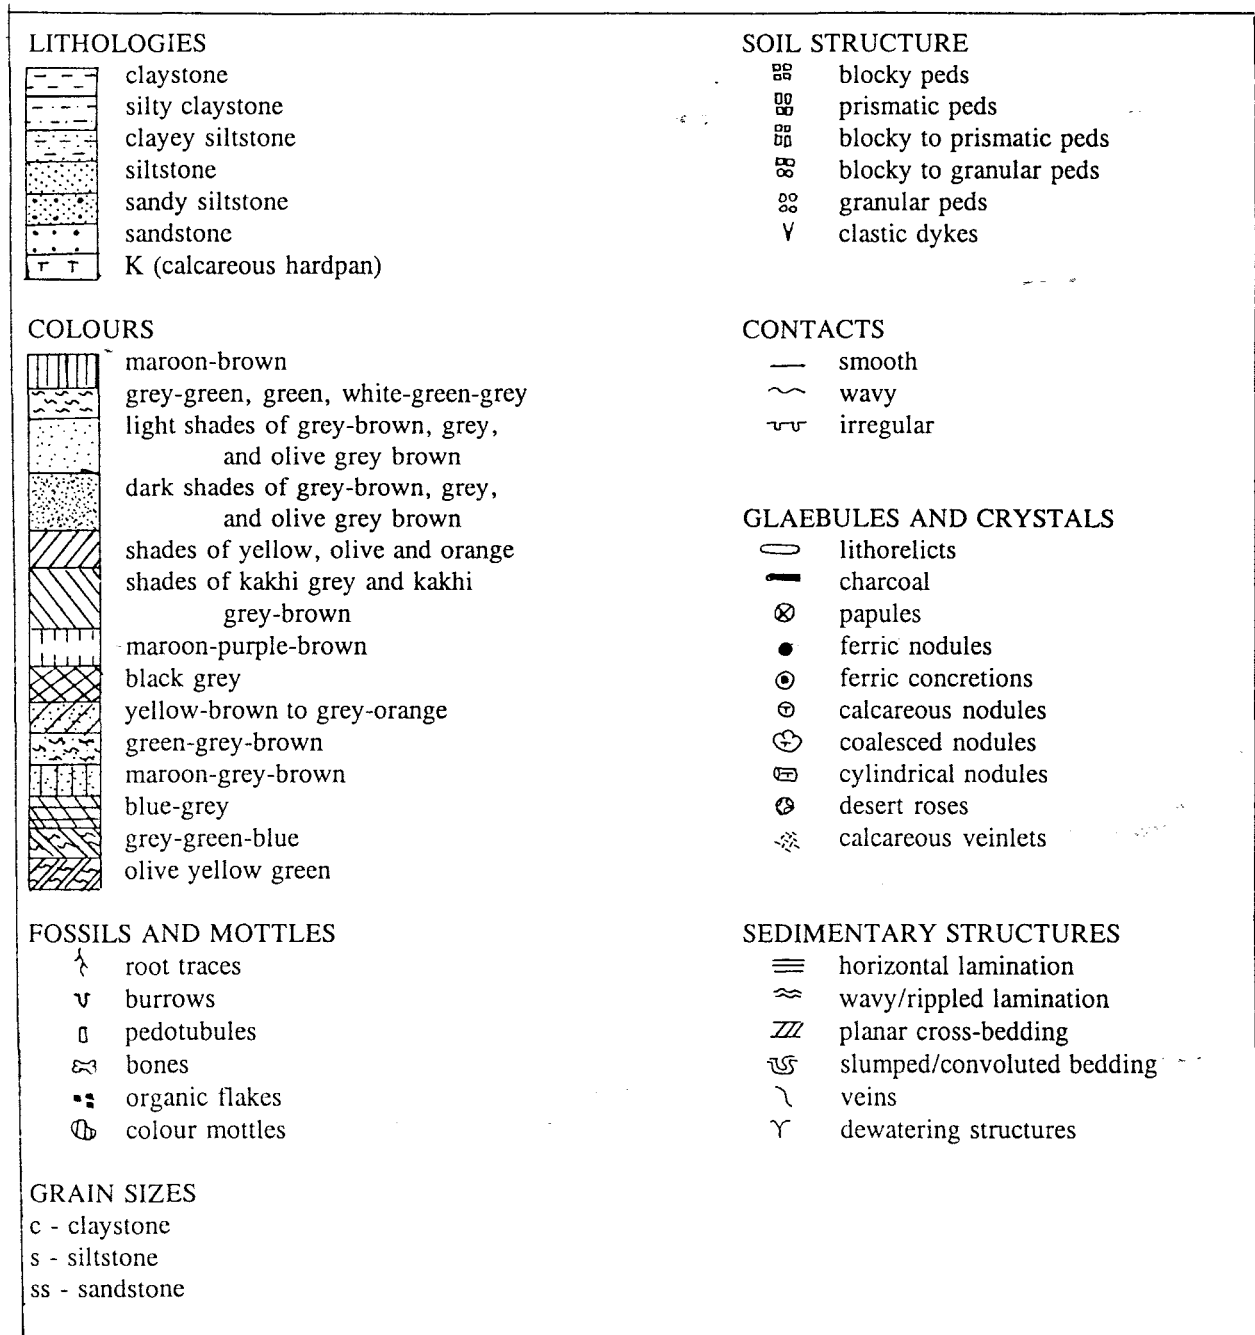 LITHOLOGIES
claystone
silty claystone
clayey siltstone
siltstone
sandy siltstone
sandstone
K (calcareous hardpan)
COLOURS
maroon-brown
grey-green, green, white-green-grey
light shades of grey-brown, grey,
and olive grey brown
dark shades of grey-brown, grey,
and olive grey brown
shades of yellow, olive and orange
shades of kakhi grey and kakhi
grey-brown
maroon-purple-brown
black grey
yellow-brown to grey-orange
green-grey-brown
maroon-grey-brown
blue-grey
grey-green-blue
olive yellow green
FOSSILS AND MOTTLES
root traces
burrows
pedotubules
bones
organic flakes
colour mottles
GRAIN SIZES
c - claystone
s - siltstone
ss - sandstone
SOIL STRUCTURE
blocky peds
prismatic peds
blocky to prismatic peds
blocky to granular peds
granular peds
clastic dykes
CONTACTS
smooth
wavy
irregular
GLAEBULES AND CRYSTALS
lithorelicts
charcoal
papules
ferric nodules
ferric concretions
calcareous nodules
coalesced nodules
cylindrical nodules
desert roses
calcareous veinlets
SEDIMENTARY STRUCTURES
horizontal lamination
wavy/rippled lamination
planar cross-bedding
slumped/convoluted bedding
veins
dewatering structures